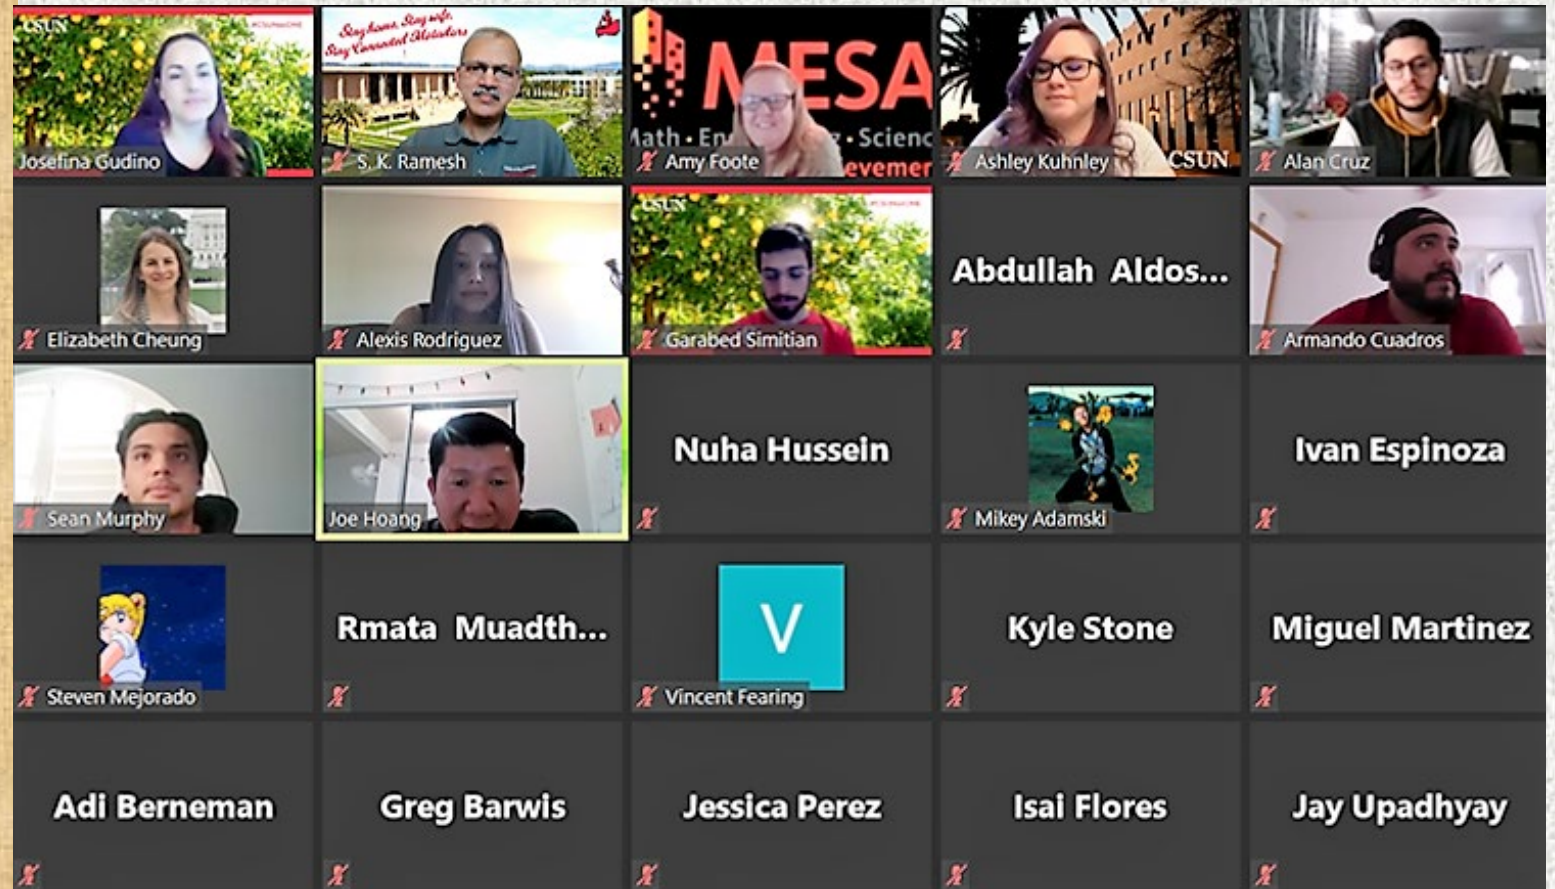 CSUN
#CSUNasONE
Josefina Gudino
Stay home, Stay safe,
Stay Connected Matadors
S. K. Ramesh
MESA
Math · En
· Scienc
evemen
Amy Foote
CSUN
Ashley Kuhnley
Alan Cruz
Elizabeth Cheung
Alexis Rodriguez
CSUN
#CSUNasONE
Garabed Simitian
Abdullah Aldos...
Armando Cuadros
Sean Murphy
Joe Hoang
Nuha Hussein
Mikey Adamski
Ivan Espinoza
Steven Mejorado
Rmata Muadth...
V
Vincent Fearing
Kyle Stone
Miguel Martinez
Adi Berneman
Greg Barwis
Jessica Perez
Isai Flores
Jay Upadhyay